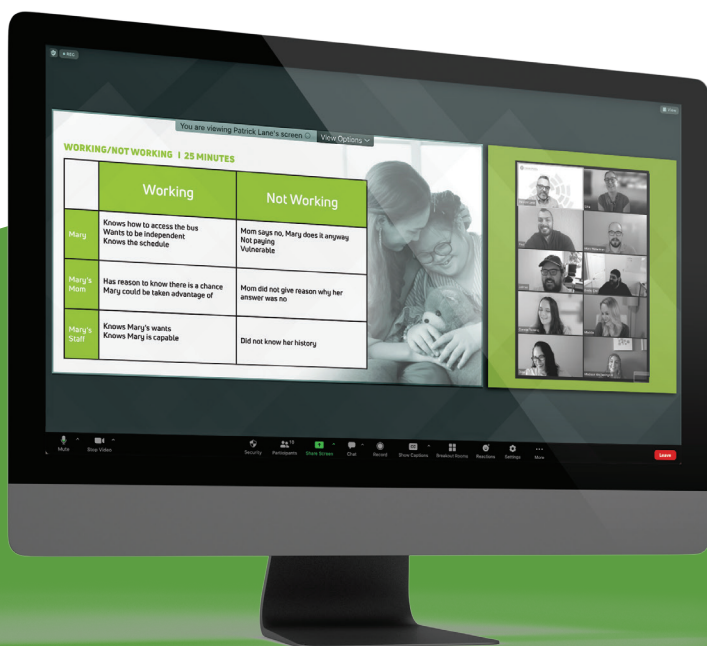 REC
View
You are viewing Patrick Lane's screen
View Options
WORKING/NOT WORKING | 25 MINUTES
Working
Not Working
Mary
Knows how to access the bus
Wants to be independent
Knows the schedule
Mom says no, Mary does it anyway
Not paying
Vulnerable
Mary's
Mom
Has reason to know there is a chance
Mary could be taken advantage of
Mom did not give reason why her
answer was no
Mary's
Staff
Knows Mary's wants
Knows Mary is capable
Did not know her history
Mute
Stop Video
Security
Participants
Share Screen
Chat
Record
Show Captions
Breakout Rooms
Reactions
Settings
More
Leave